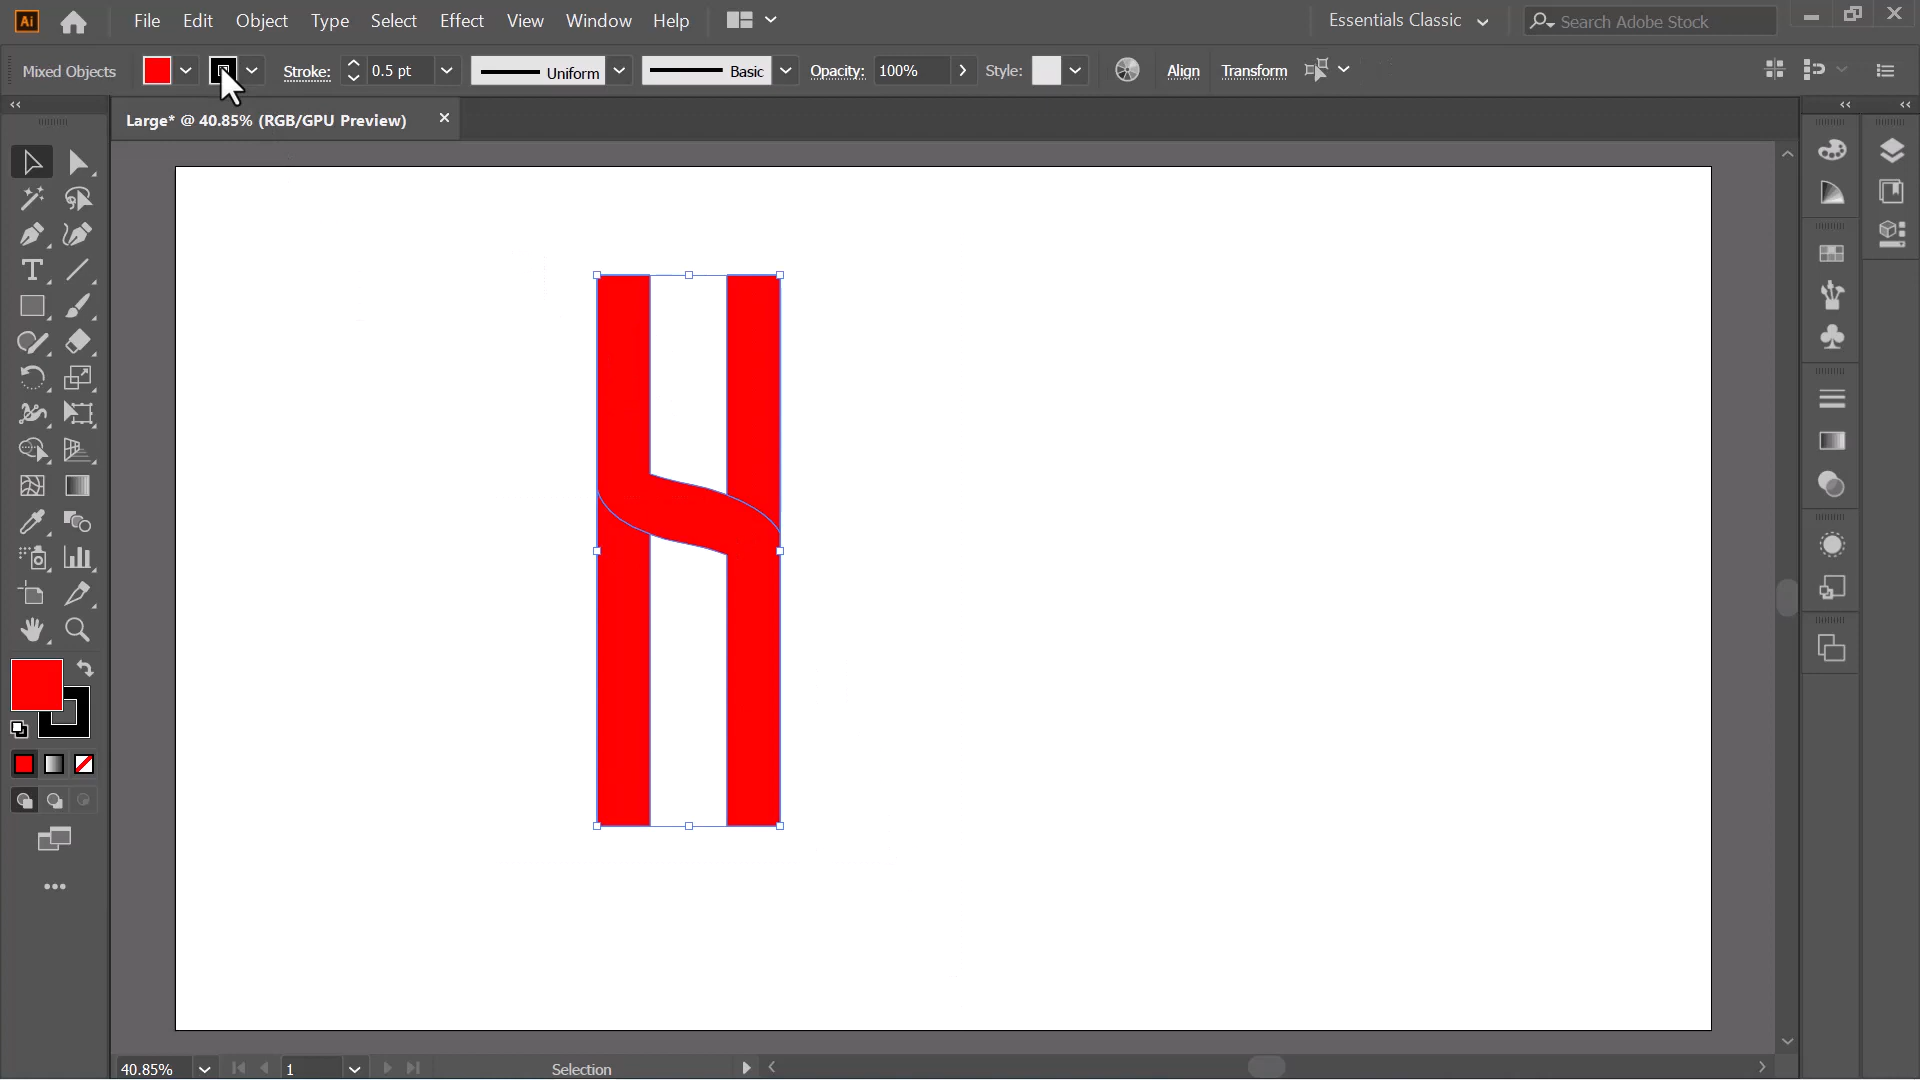 Ai File Edit Object Type Select Effect View Window Help Essentials Classic Search Adobe Stock
Mixed Objects Stroke: 0.5 pt Uniform Basic Opacity: 100% Style: Align Transform
Large* @ 40.85% (RGB/GPU Preview)
40.85% 1 Selection